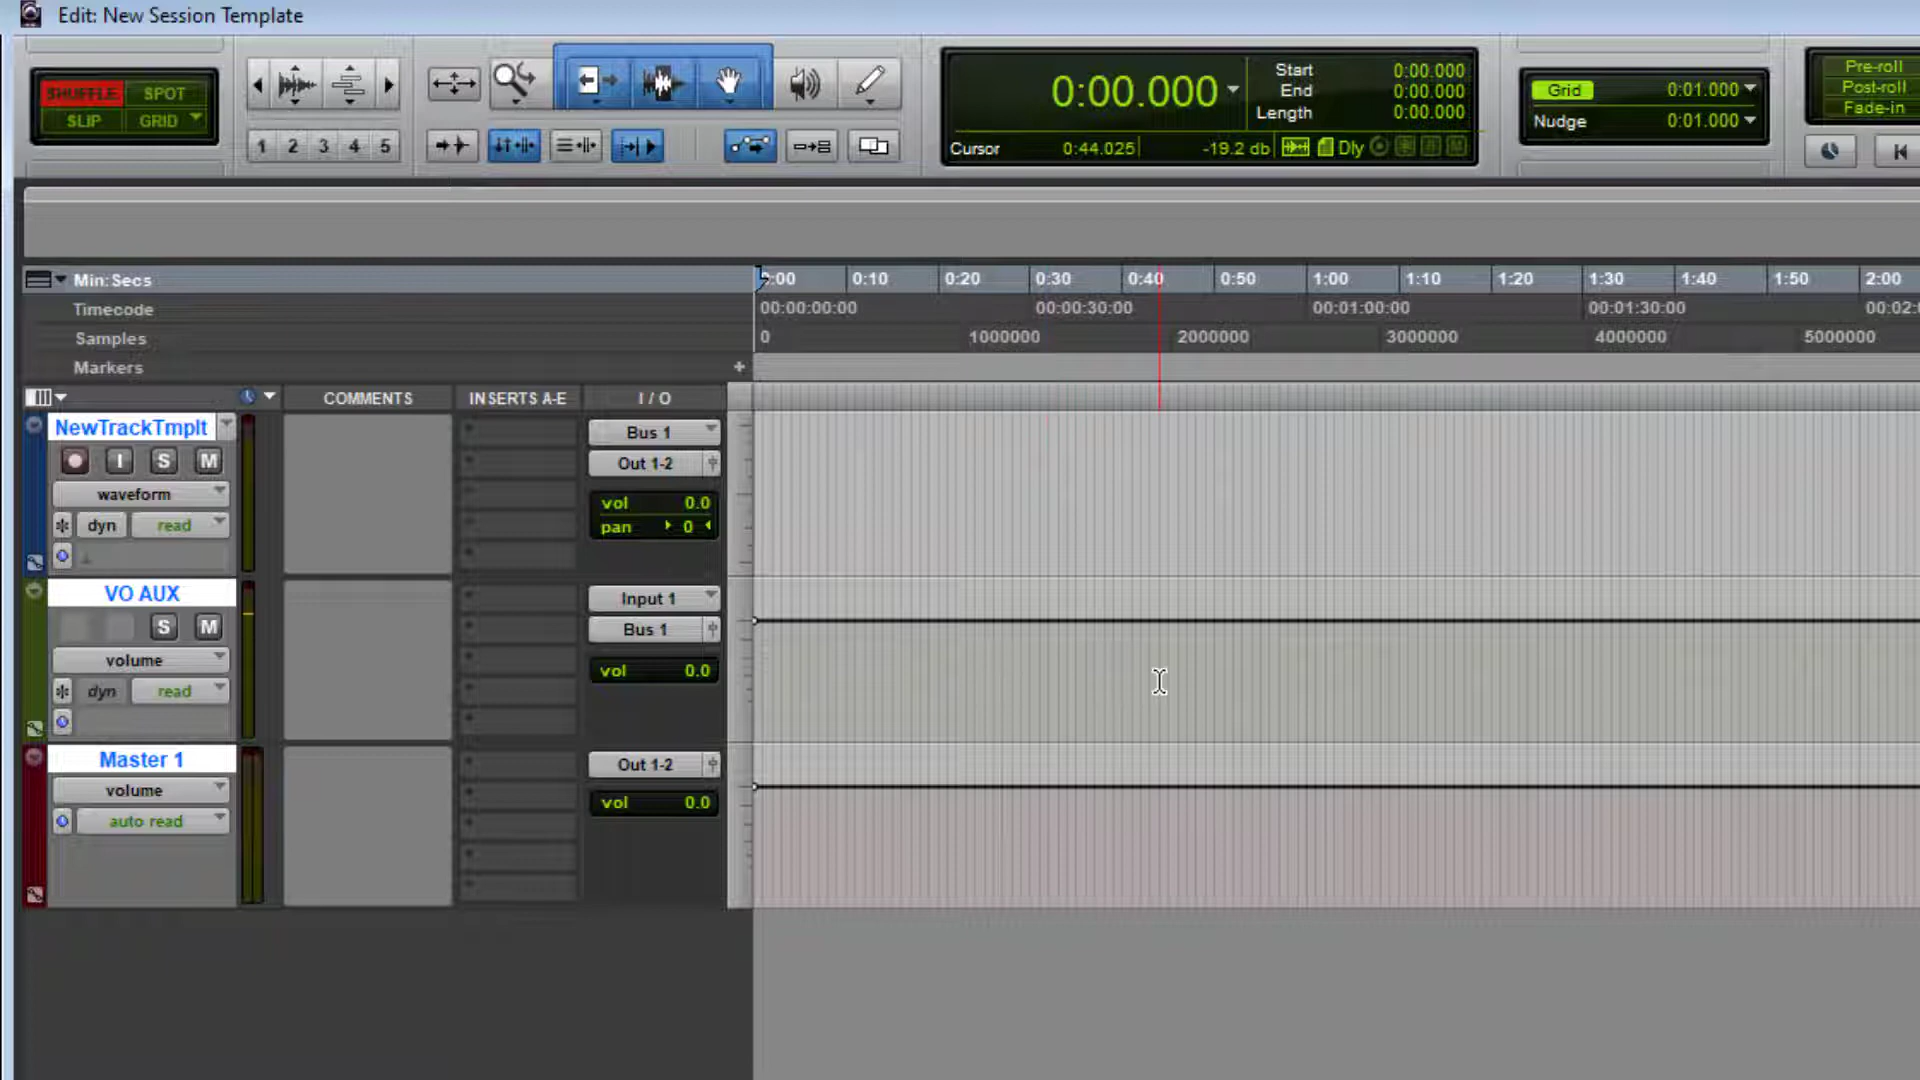 Edit: New Session Template
SHUFFLE SPOT
SLIP GRID
1 2 3 4 5
0:00.000
Start 0:00.000
End 0:00.000
Length 0:00.000
Cursor 0:44.025 -19.2 db Dly
Grid 0:01.000
Nudge 0:01.000
Pre-roll
Post-roll
Fade-in
Min:Secs 0:00 0:10 0:20 0:30 0:40 0:50 1:00 1:10 1:20 1:30 1:40 1:50 2:00
Timecode 00:00:00:00 00:00:30:00 00:01:00:00 00:01:30:00 00:02:
Samples 0 1000000 2000000 3000000 4000000 5000000
Markers +
COMMENTS INSERTS A-E I / O
NewTrackTmplt Bus 1
I S M Out 1-2
waveform vol 0.0
dyn read pan 0
VO AUX Input 1
S M Bus 1
volume vol 0.0
dyn read
Master 1 Out 1-2
volume vol 0.0
auto read